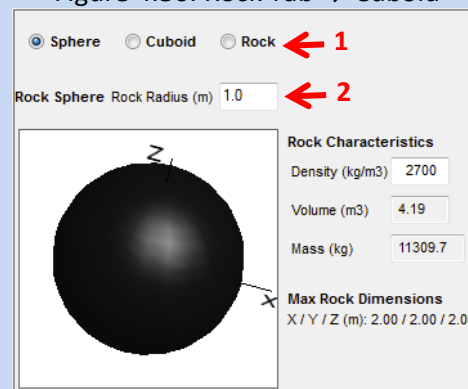 Sphere Cuboid Rock 1
Rock Sphere Rock Radius (m) 1.0 2
Z
X
Rock Characteristics
Density (kg/m3) 2700
Volume (m3) 4.19
Mass (kg) 11309.7
Max Rock Dimensions
X / Y / Z (m): 2.00 / 2.00 / 2.0